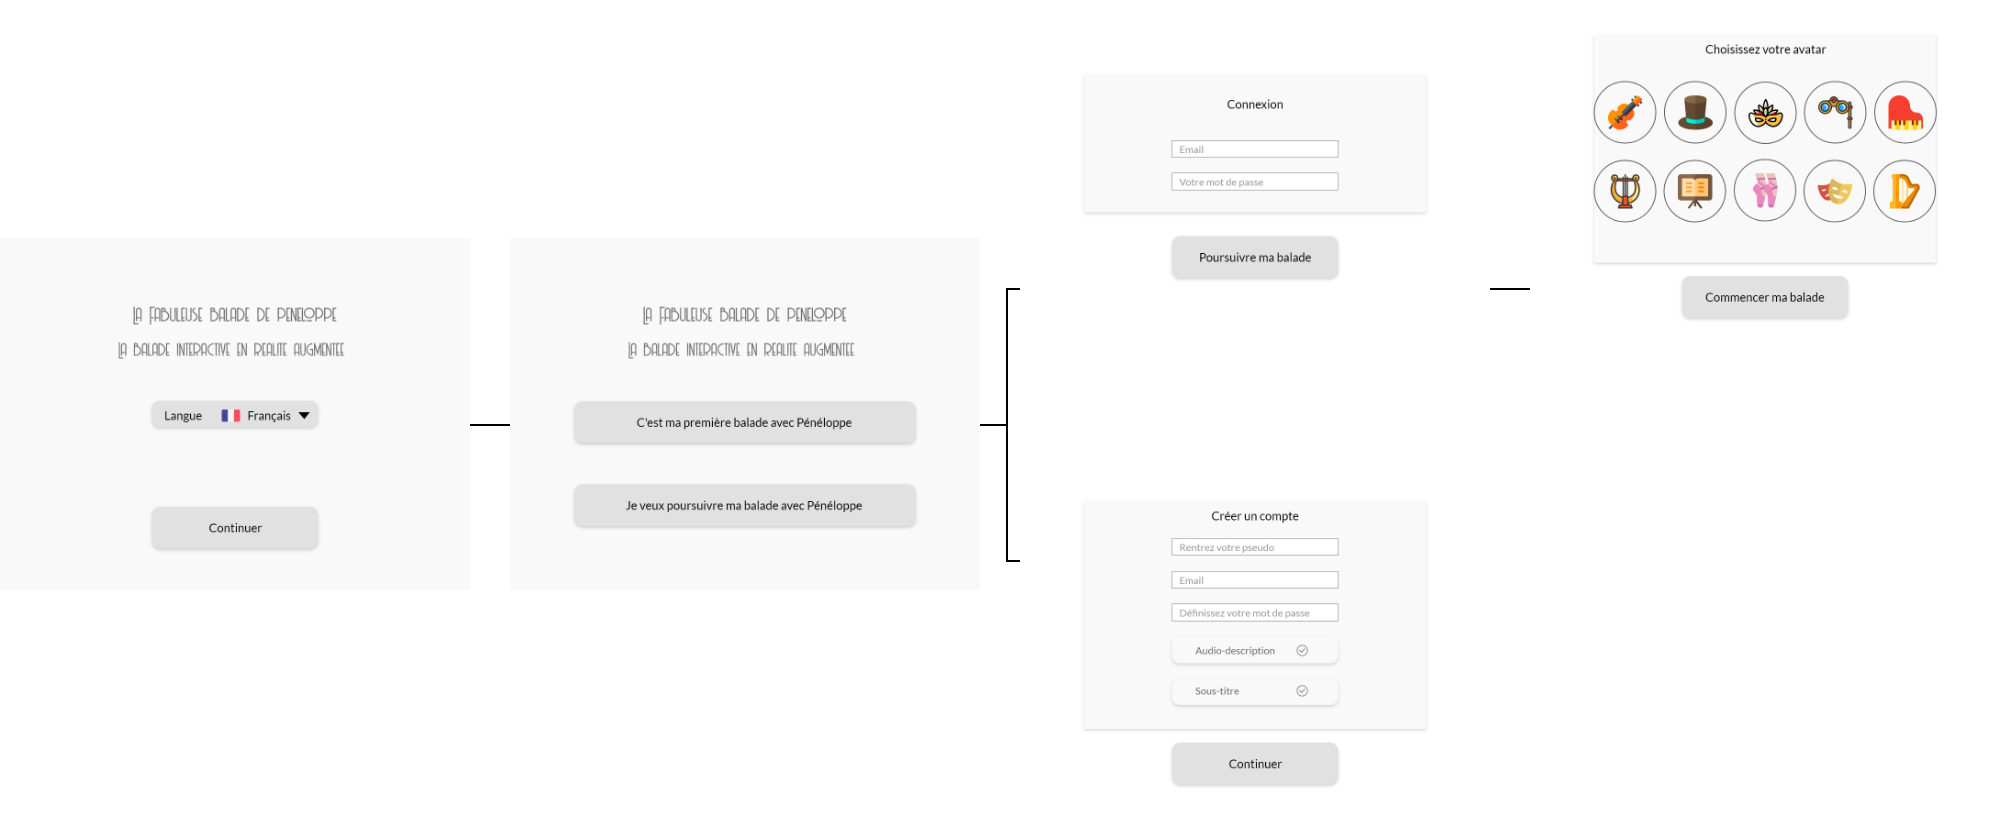 La Fabuleuse balade de Peneloppe
La balade interactive en realite augmentee
Langue Français
Continuer
La Fabuleuse balade de Peneloppe
La balade interactive en realite augmentee
C'est ma première balade avec Pénéloppe
Je veux poursuivre ma balade avec Pénéloppe
Connexion
Email
Votre mot de passe
Poursuivre ma balade
Créer un compte
Rentrez votre pseudo
Email
Définissez votre mot de passe
Audio-description
Sous-titre
Continuer
Choisissez votre avatar
Commencer ma balade